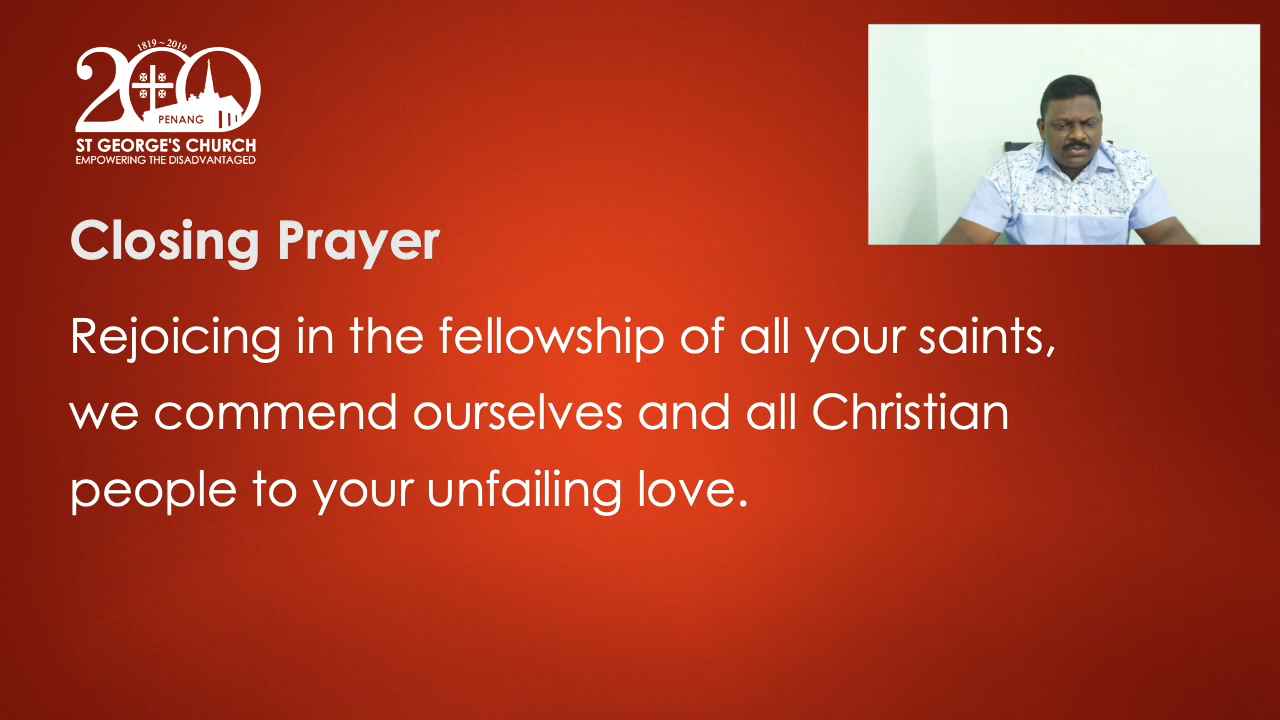 1819 ~ 2019
200
PENANG
ST GEORGE'S CHURCH
EMPOWERING THE DISADVANTAGED
Closing Prayer
Rejoicing in the fellowship of all your saints,
we commend ourselves and all Christian
people to your unfailing love.